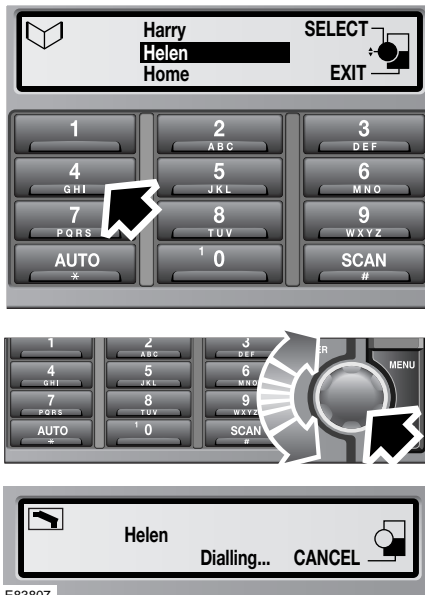 Harry SELECT
Helen
Home EXIT
1 2 3
ABC DEF
4 5 6
GHI JKL MNO
7 8 9
PQRS TUV WXYZ
AUTO 1 0 SCAN
* #
1 2 3 MENU
ABC DEF
4 5 6
GHI JKL MNO
7 8 9
PQRS TUV WXYZ
AUTO 1 0 SCAN
* #
Helen
Dialling... CANCEL
E83807